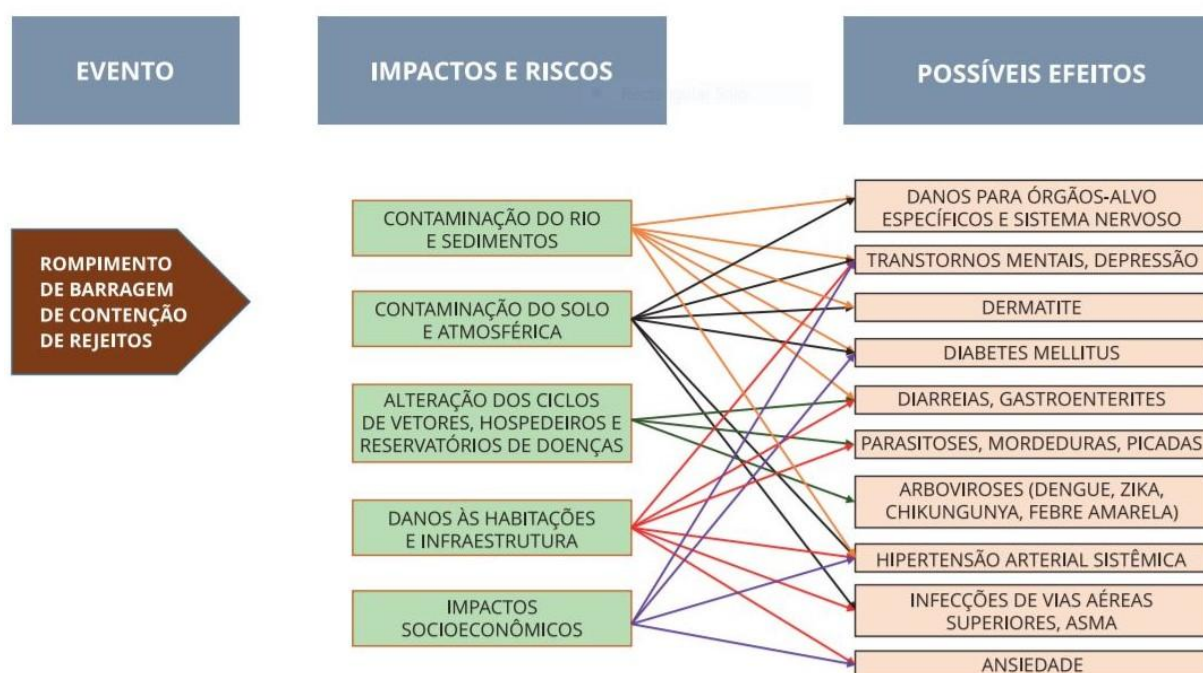 EVENTO
IMPACTOS E RISCOS
POSSÍVEIS EFEITOS
ROMPIMENTO
DE BARRAGEM
DE CONTENÇÃO
DE REJEITOS
CONTAMINAÇÃO DO RIO
E SEDIMENTOS
CONTAMINAÇÃO DO SOLO
E ATMOSFÉRICA
ALTERAÇÃO DOS CICLOS
DE VETORES, HOSPEDEIROS E
RESERVATÓRIOS DE DOENÇAS
DANOS ÀS HABITAÇÕES
E INFRAESTRUTURA
IMPACTOS
SOCIOECONÔMICOS
DANOS PARA ÓRGÃOS-ALVO
ESPECÍFICOS E SISTEMA NERVOSO
TRANSTORNOS MENTAIS, DEPRESSÃO
DERMATITE
DIABETES MELLITUS
DIARREIAS, GASTROENTERITES
PARASITOSES, MORDEDURAS, PICADAS
ARBOVIROSES (DENGUE, ZIKA,
CHIKUNGUNYA, FEBRE AMARELA)
HIPERTENSÃO ARTERIAL SISTÊMICA
INFECÇÕES DE VIAS AÉREAS
SUPERIORES, ASMA
ANSIEDADE